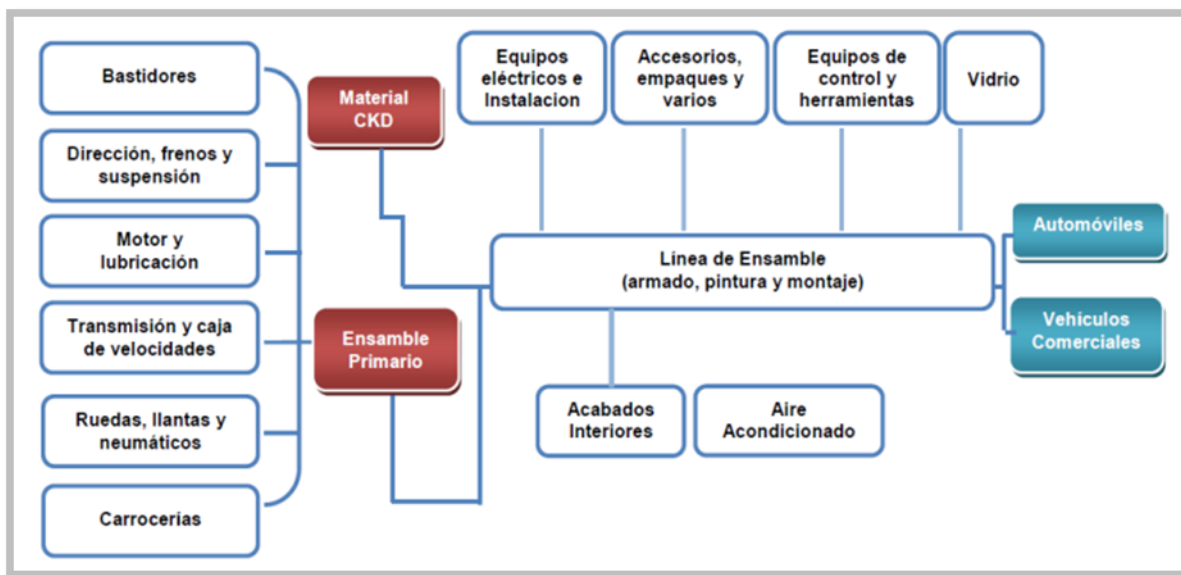 Bastidores
Dirección, frenos y
suspensión
Motor y
lubricación
Transmisión y caja
de velocidades
Ruedas, llantas y
neumáticos
Carrocerías
Material
CKD
Ensamble
Primario
Equipos
eléctricos e
Instalacion
Accesorios,
empaques y
varios
Equipos de
control y
herramientas
Vidrio
Línea de Ensamble
(armado, pintura y montaje)
Acabados
Interiores
Aire
Acondicionado
Automóviles
Vehículos
Comerciales